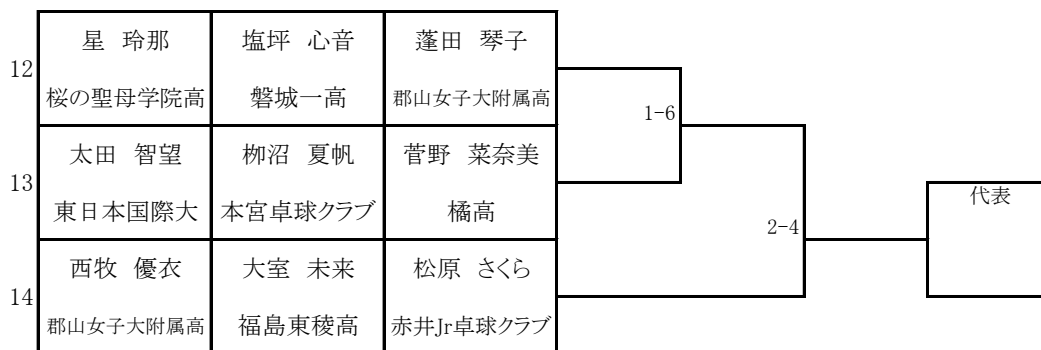 星 玲那 塩坪 心音 蓬田 琴子
12
桜の聖母学院高 磐城一高 郡山女子大附属高
1-6
太田 智望 栁沼 夏帆 菅野 菜奈美
13
代表
東日本国際大 本宮卓球クラブ 橘高
2-4
西牧 優衣 大室 未来 松原 さくら
14
郡山女子大附属高 福島東稜高 赤井Jr卓球クラブ